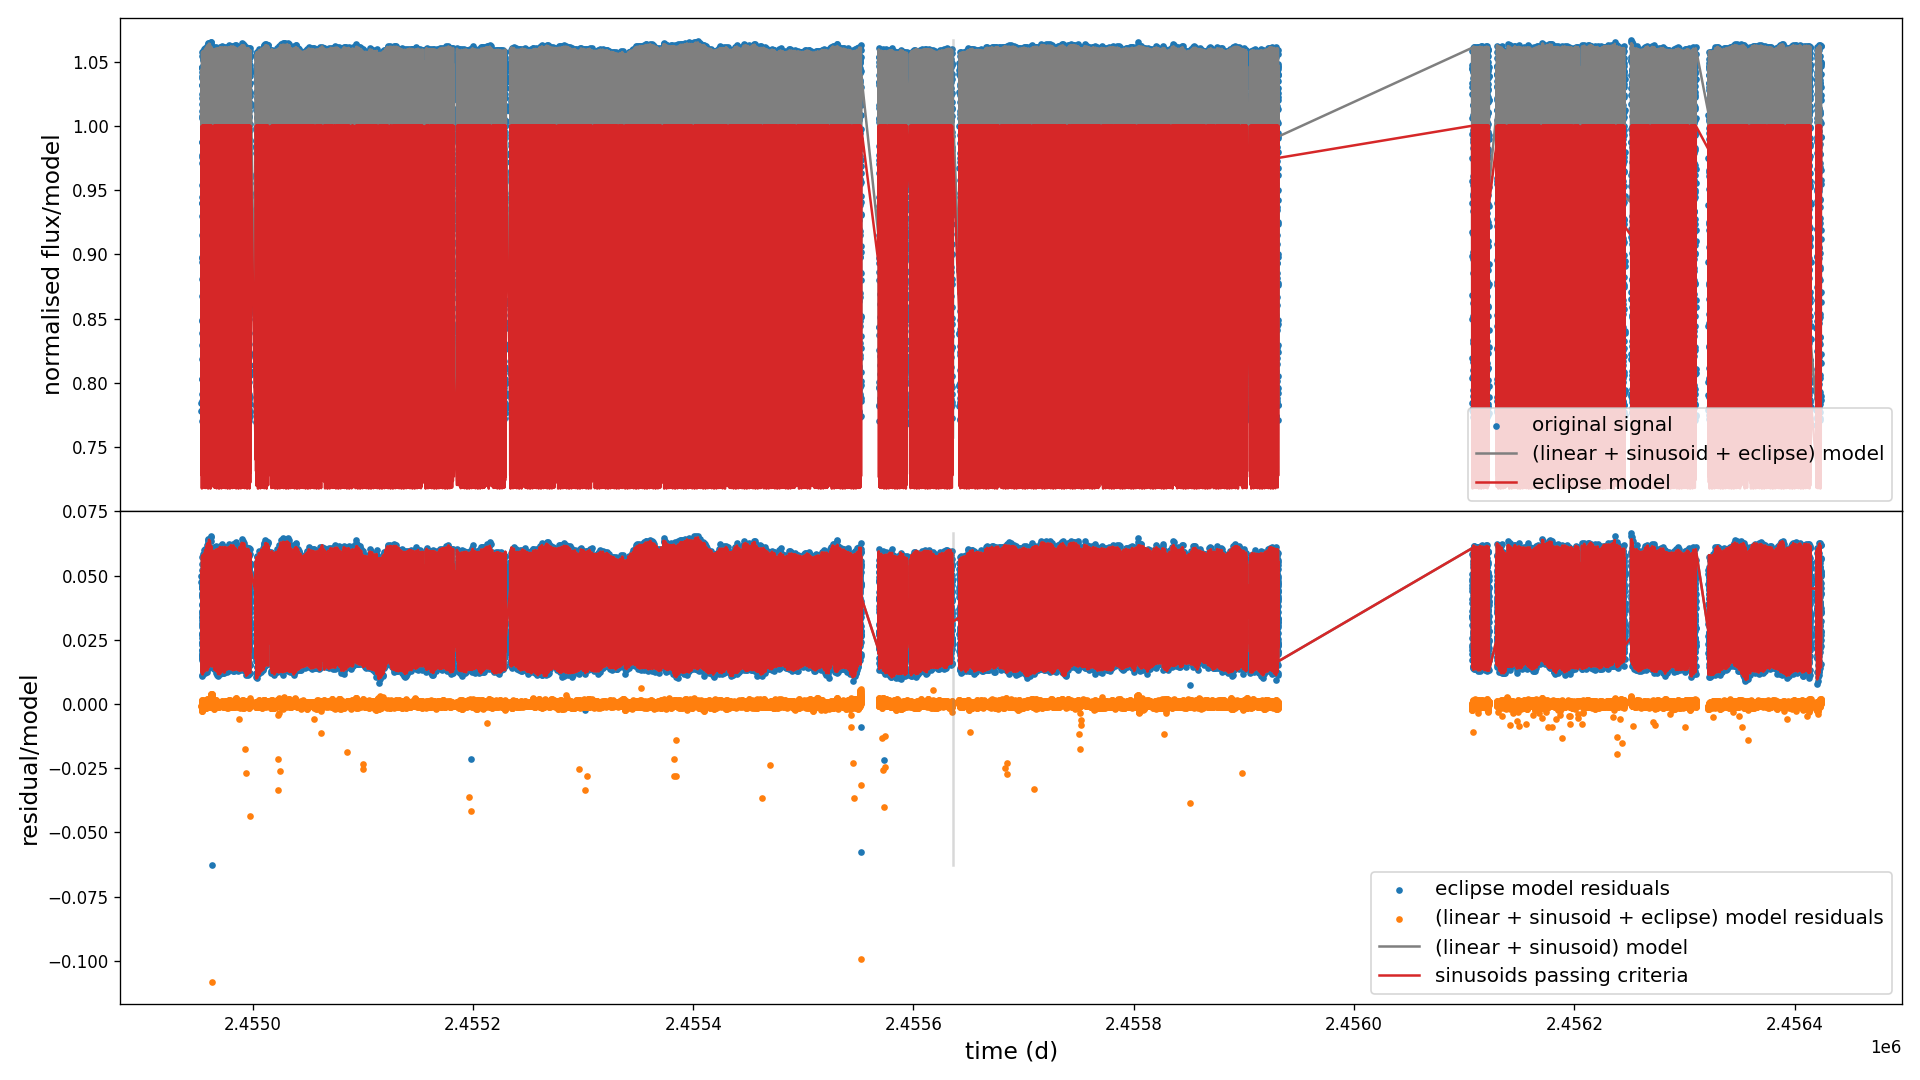 normalised flux/model
1.05
1.00
0.95
0.90
0.85
0.80
0.75
original signal
(linear + sinusoid + eclipse) model
eclipse model
residual/model
0.075
0.050
0.025
0.000
−0.025
−0.050
−0.075
−0.100
eclipse model residuals
(linear + sinusoid + eclipse) model residuals
(linear + sinusoid) model
sinusoids passing criteria
2.4550 2.4552 2.4554 2.4556 2.4558 2.4560 2.4562 2.4564
1e6
time (d)